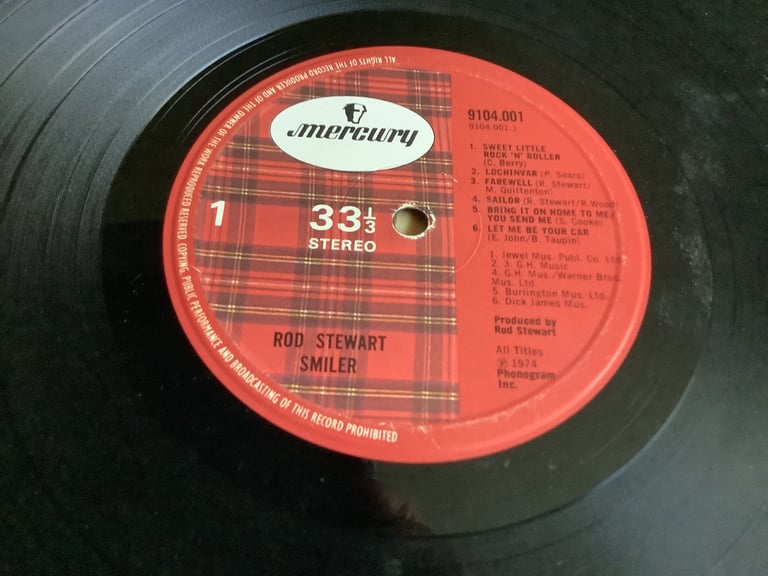 ALL RIGHTS OF THE RECORD PRODUCER AND OF THE OWNER OF THE WORK REPRODUCED RESERVED. COPYING, PUBLIC PERFORMANCE AND BROADCASTING OF THIS RECORD PROHIBITED
mercury
1
33 1/3
STEREO
ROD STEWART
SMILER
9104.001
9104.001.1
1. SWEET LITTLE
ROCK 'N' ROLLER
(C. Berry)
2. LOCHINVAR (P. Sears)
3. FAREWELL (R. Stewart/
M. Quittenton)
4. SAILOR (R. Stewart/R. Wood)
5. BRING IT ON HOME TO ME/
YOU SEND ME (S. Cooke)
6. LET ME BE YOUR CAR
(E. John/B. Taupin)
1. Jewel Mus. Publ. Co. Ltd.
2. 3. G.H. Music
4. G.H. Mus./Warner Bros.
Mus. Ltd.
5. Burlington Mus. Ltd.
6. Dick James Mus.
Produced by
Rod Stewart
All Titles
℗ 1974
Phonogram
Inc.